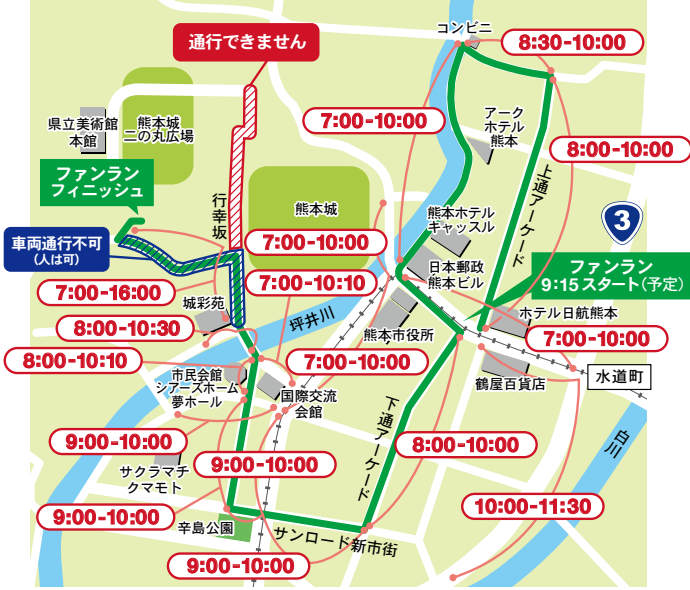 コンビニ
8:30-10:00
通行できません
7:00-10:00
県立美術館
本館
熊本城
二の丸広場
アーク
ホテル
熊本
8:00-10:00
ファンラン
フィニッシュ
行幸坂
熊本城
上通アーケード
3
熊本ホテル
キャッスル
車両通行不可
(人は可)
7:00-10:00
日本郵政
熊本ビル
ファンラン
9:15スタート(予定)
7:00-10:10
7:00-16:00
城彩苑
坪井川
ホテル日航熊本
8:00-10:30
熊本市役所
7:00-10:00
8:00-10:10
7:00-10:00
水道町
市民会館
シアーズホーム
夢ホール
国際交流
会館
鶴屋百貨店
下通アーケード
白川
9:00-10:00
8:00-10:00
サクラマチ
クマモト
9:00-10:00
10:00-11:30
9:00-10:00
辛島公園
サンロード新市街
9:00-10:00